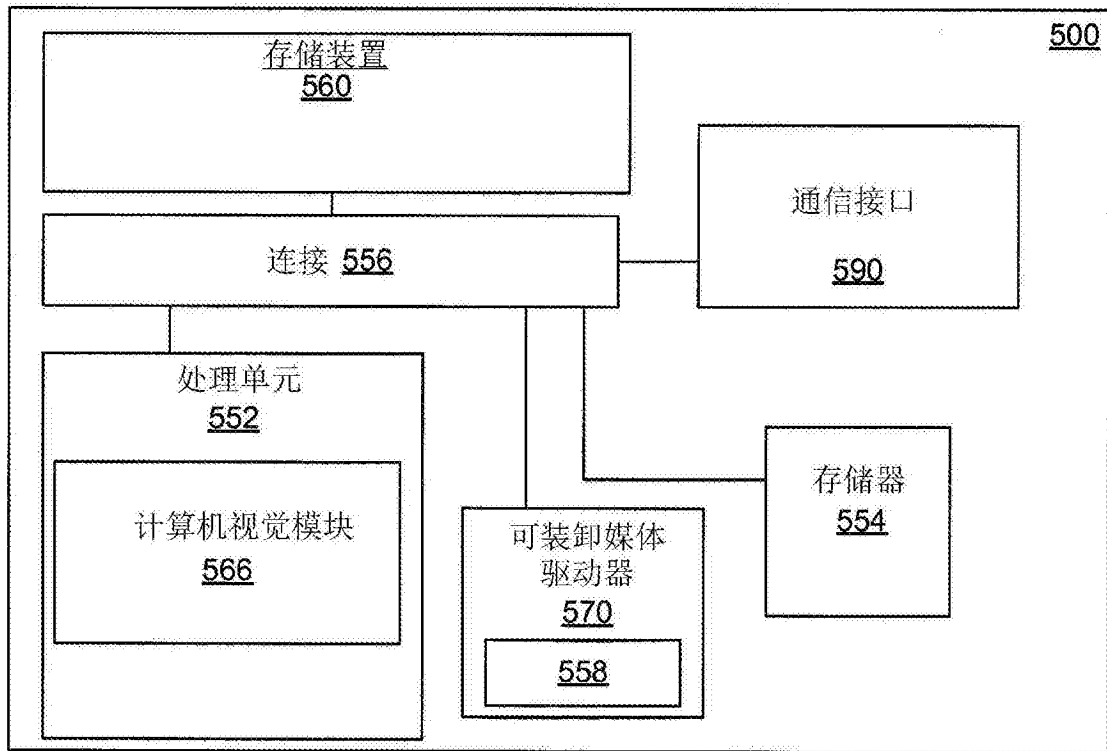 500
存储装置
560
通信接口
590
连接 556
处理单元
552
计算机视觉模块
566
可装卸媒体
驱动器
570
558
存储器
554